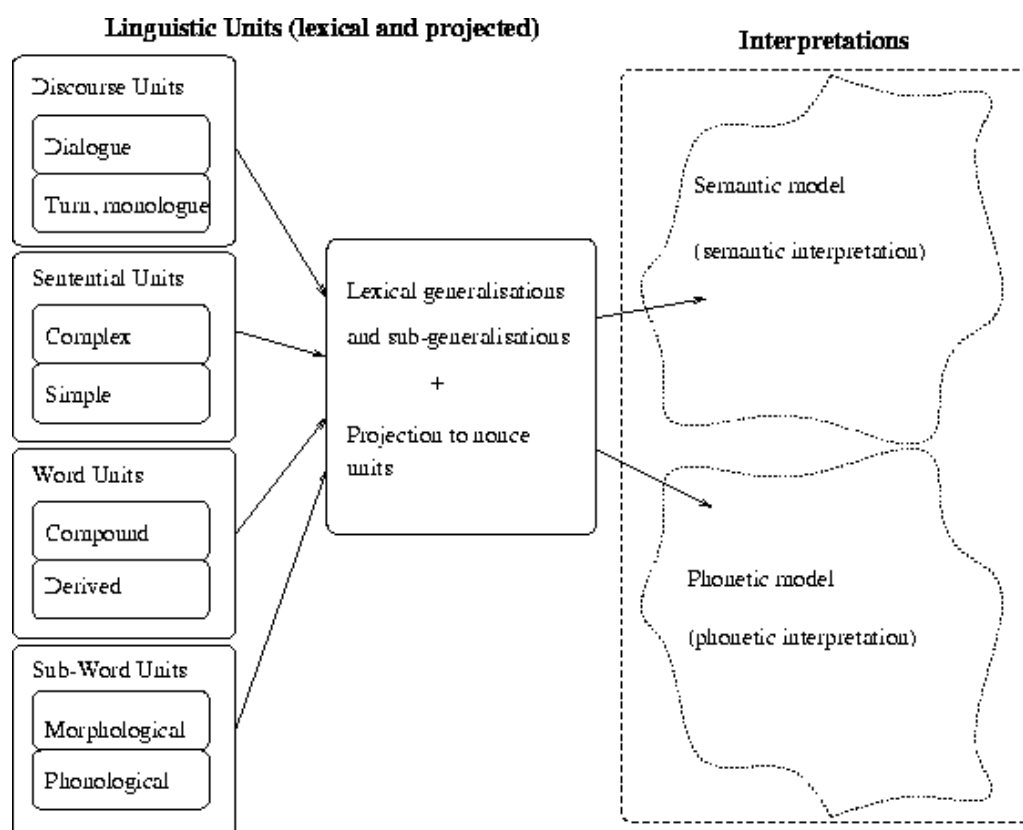 Linguistic Units (lexical and projected)
Interpretations
Discourse Units
Dialogue
Turn, monologue
Sentential Units
Complex
Simple
Word Units
Compound
Derived
Sub-Word Units
Morphological
Phonological
Lexical generalisations
and sub-generalisations
+
Projection to nonce
units
Semantic model
(semantic interpretation)
Phonetic model
(phonetic interpretation)